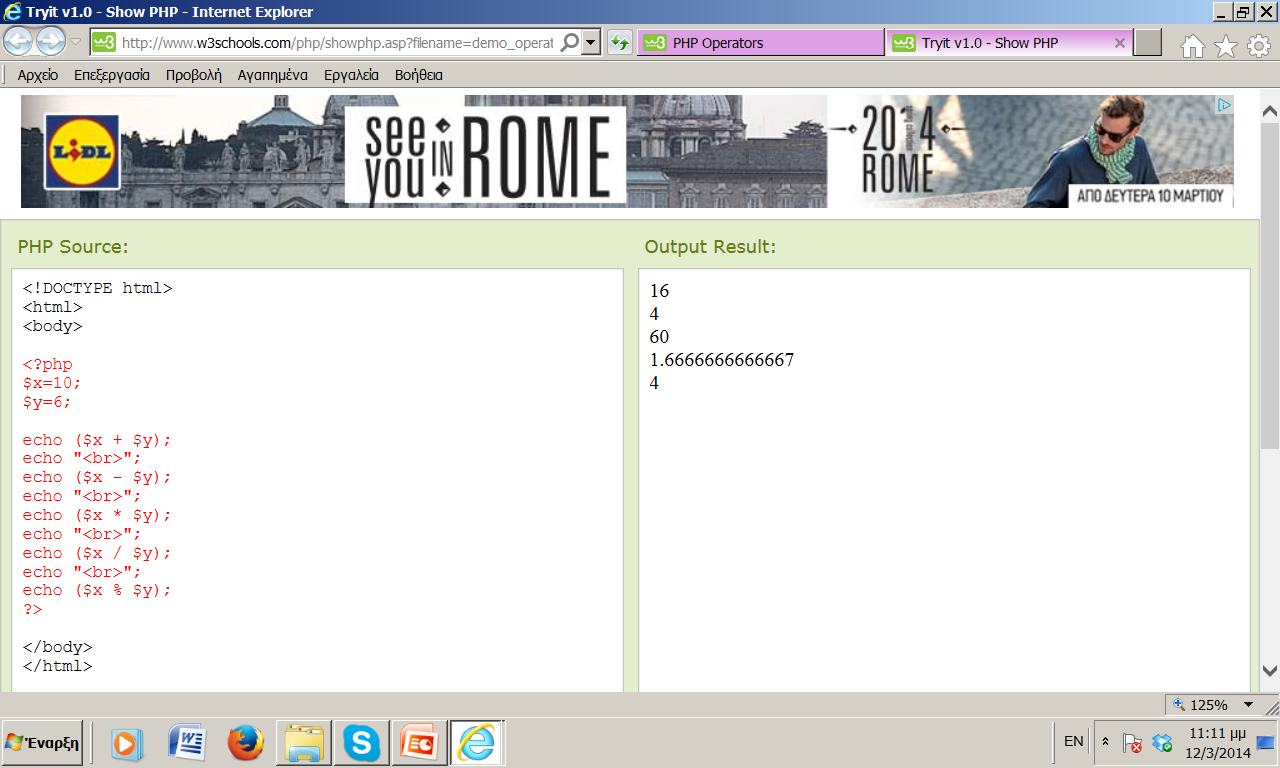 Tryit v1.0 - Show PHP - Internet Explorer
http://www.w3schools.com/php/showphp.asp?filename=demo_operat
PHP Operators
Tryit v1.0 - Show PHP
Αρχείο Επεξεργασία Προβολή Αγαπημένα Εργαλεία Βοήθεια
LIDL
SEE YOU IN ROME
2014
ROME
ΑΠΟ ΔΕΥΤΕΡΑ 10 ΜΑΡΤΙΟΥ
PHP Source:
<!DOCTYPE html>
<html>
<body>
<?php
$x=10;
$y=6;
echo ($x + $y);
echo "<br>";
echo ($x - $y);
echo "<br>";
echo ($x * $y);
echo "<br>";
echo ($x / $y);
echo "<br>";
echo ($x % $y);
?>
</body>
</html>
Output Result:
16
4
60
1.6666666666667
4
125%
Έναρξη
EN
11:11 μμ
12/3/2014